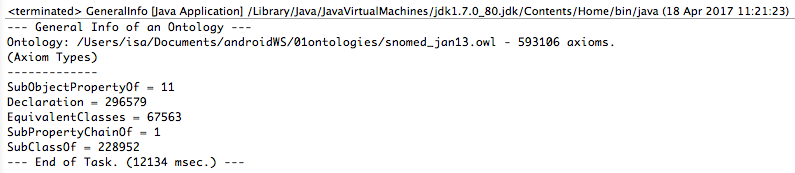 <terminated> GeneralInfo [Java Application] /Library/Java/JavaVirtualMachines/jdk1.7.0_80.jdk/Contents/Home/bin/java (18 Apr 2017 11:21:23)
--- General Info of an Ontology ---
Ontology: /Users/isa/Documents/androidWS/01ontologies/snomed_jan13.owl - 593106 axioms.
(Axiom Types)
-------------
SubObjectPropertyOf = 11
Declaration = 296579
EquivalentClasses = 67563
SubPropertyChainOf = 1
SubClassOf = 228952
--- End of Task. (12134 msec.) ---